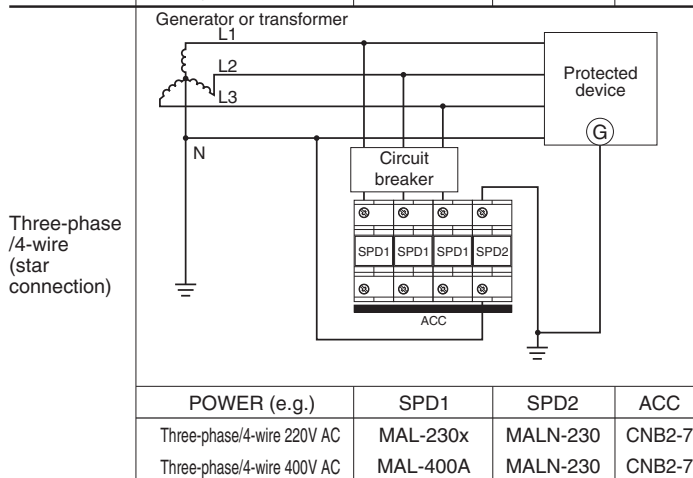 Three-phase
/4-wire
(star
connection)
Generator or transformer
L1
L2
L3
N
Protected
device
G
Circuit
breaker
SPD1 SPD1 SPD1 SPD2
ACC
POWER (e.g.) SPD1 SPD2 ACC
Three-phase/4-wire 220V AC MAL-230x MALN-230 CNB2-7
Three-phase/4-wire 400V AC MAL-400A MALN-230 CNB2-7